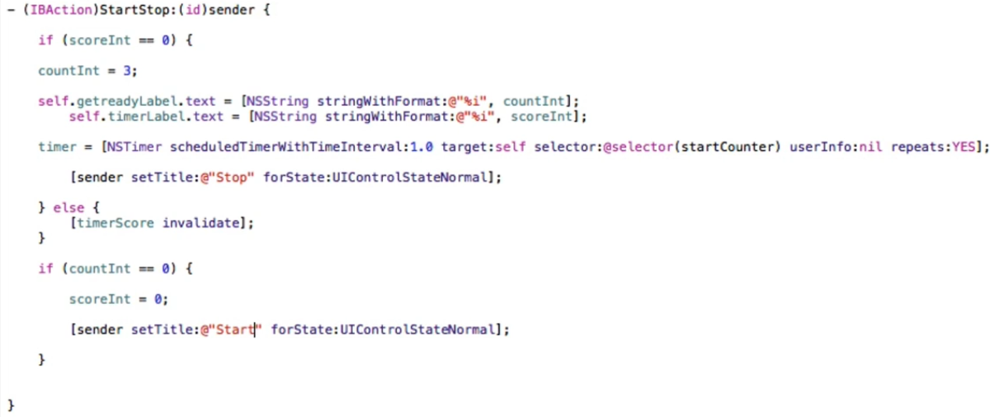 - (IBAction)StartStop:(id)sender {
if (scoreInt == 0) {
countInt = 3;
self.getreadyLabel.text = [NSString stringWithFormat:@"%i", countInt];
self.timerLabel.text = [NSString stringWithFormat:@"%i", scoreInt];
timer = [NSTimer scheduledTimerWithTimeInterval:1.0 target:self selector:@selector(startCounter) userInfo:nil repeats:YES];
[sender setTitle:@"Stop" forState:UIControlStateNormal];
} else {
[timerScore invalidate];
}
if (countInt == 0) {
scoreInt = 0;
[sender setTitle:@"Start" forState:UIControlStateNormal];
}
}